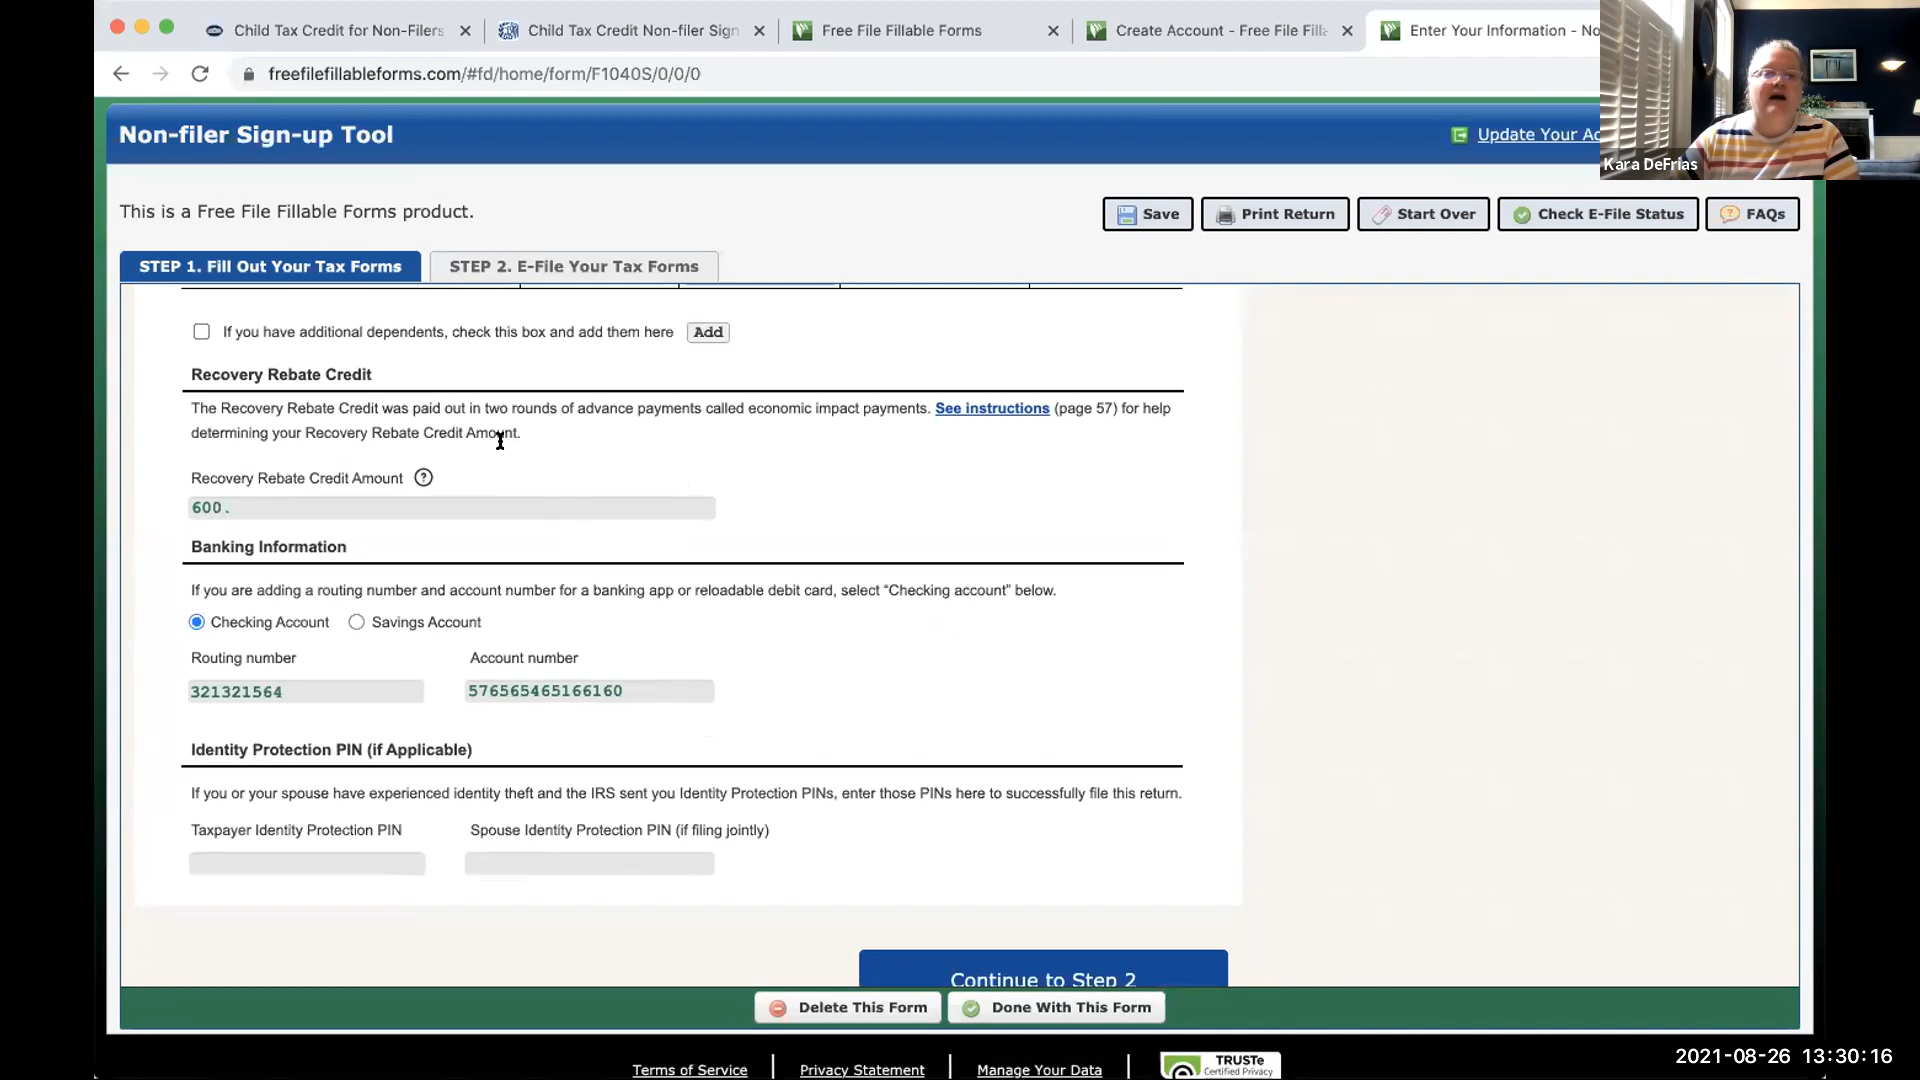 Child Tax Credit for Non-Filers
Child Tax Credit Non-filer Sign
Free File Fillable Forms
Create Account - Free File Filla
Enter Your Information - No
freefilefillableforms.com/#fd/home/form/F1040S/0/0/0
Kara DeFrias
Non-filer Sign-up Tool
Update Your Ac
This is a Free File Fillable Forms product.
Save
Print Return
Start Over
Check E-File Status
FAQs
STEP 1. Fill Out Your Tax Forms
STEP 2. E-File Your Tax Forms
If you have additional dependents, check this box and add them here
Add
Recovery Rebate Credit
The Recovery Rebate Credit was paid out in two rounds of advance payments called economic impact payments. See instructions (page 57) for help
determining your Recovery Rebate Credit Amount.
Recovery Rebate Credit Amount ?
600.
Banking Information
If you are adding a routing number and account number for a banking app or reloadable debit card, select “Checking account” below.
Checking Account
Savings Account
Routing number
Account number
321321564
576565465166160
Identity Protection PIN (if Applicable)
If you or your spouse have experienced identity theft and the IRS sent you Identity Protection PINs, enter those PINs here to successfully file this return.
Taxpayer Identity Protection PIN
Spouse Identity Protection PIN (if filing jointly)
Continue to Step 2
Delete This Form
Done With This Form
Terms of Service
Privacy Statement
Manage Your Data
TRUSTe
Certified Privacy
2021-08-26 13:30:16